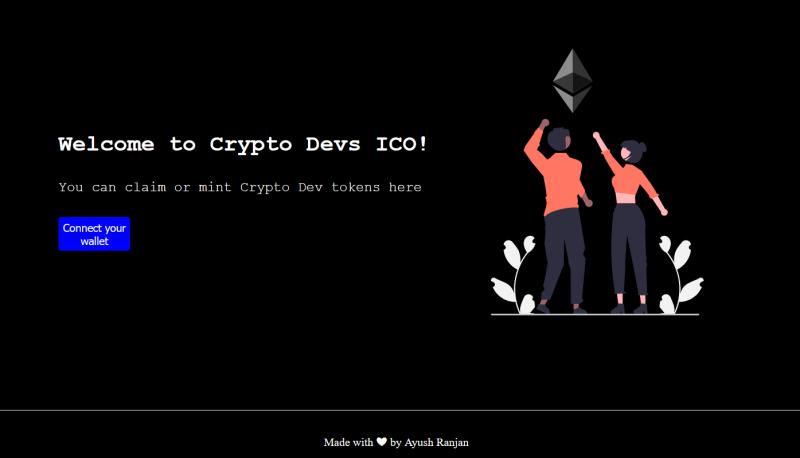 Welcome to Crypto Devs ICO!
You can claim or mint Crypto Dev tokens here
Connect your
wallet
Made with ❤ by Ayush Ranjan